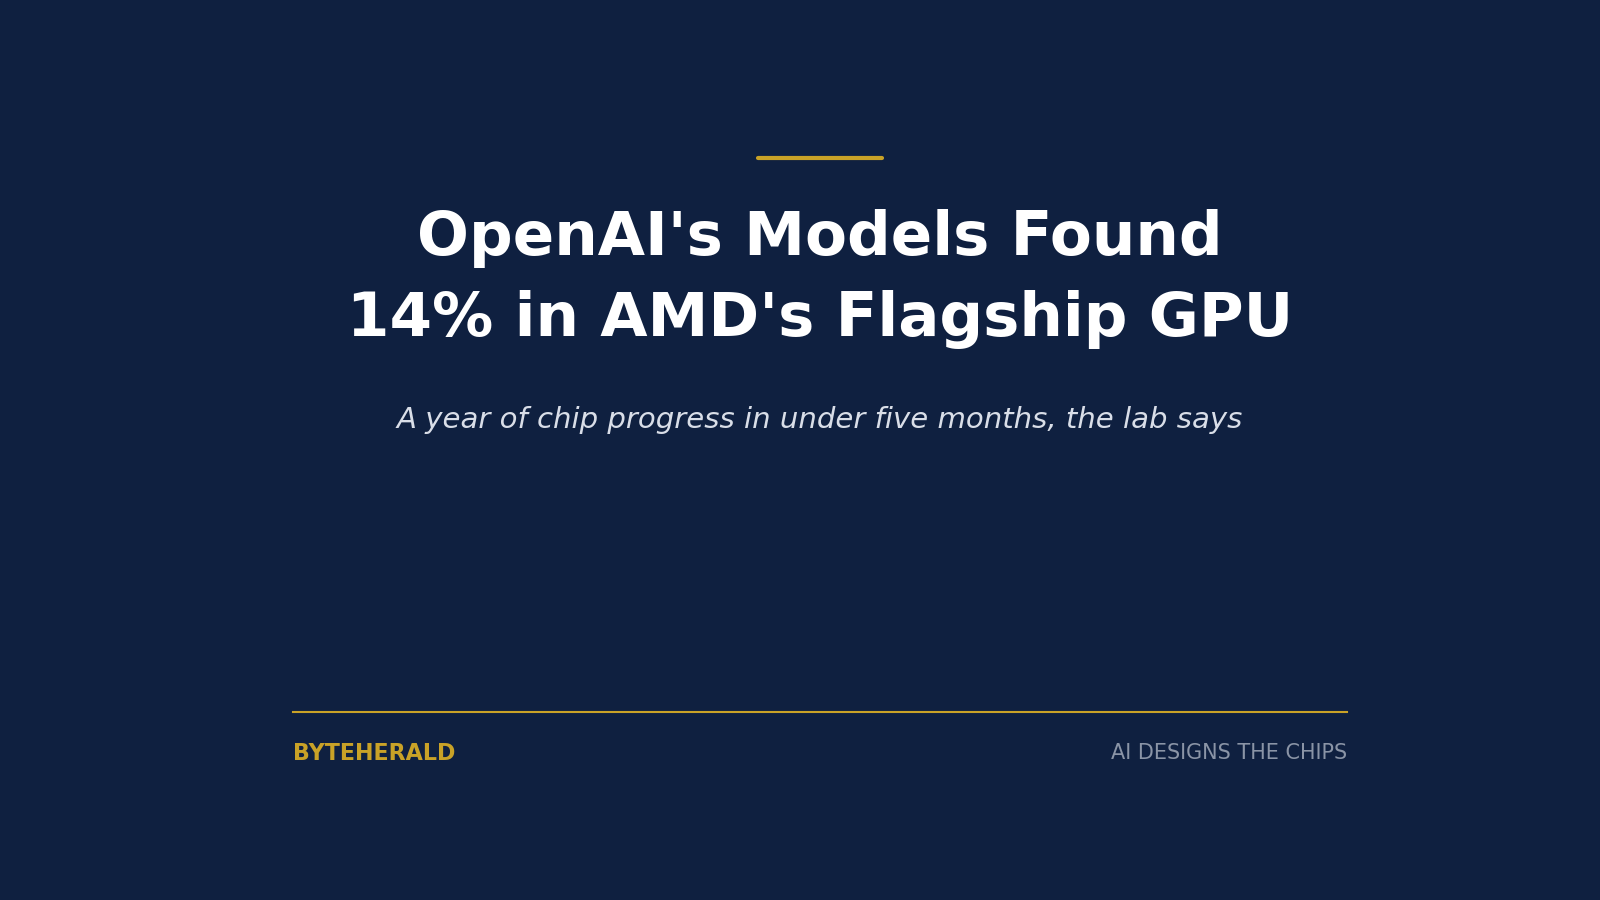 OpenAI's Models Found
14% in AMD's Flagship GPU
A year of chip progress in under five months, the lab says
BYTEHERALD
AI DESIGNS THE CHIPS